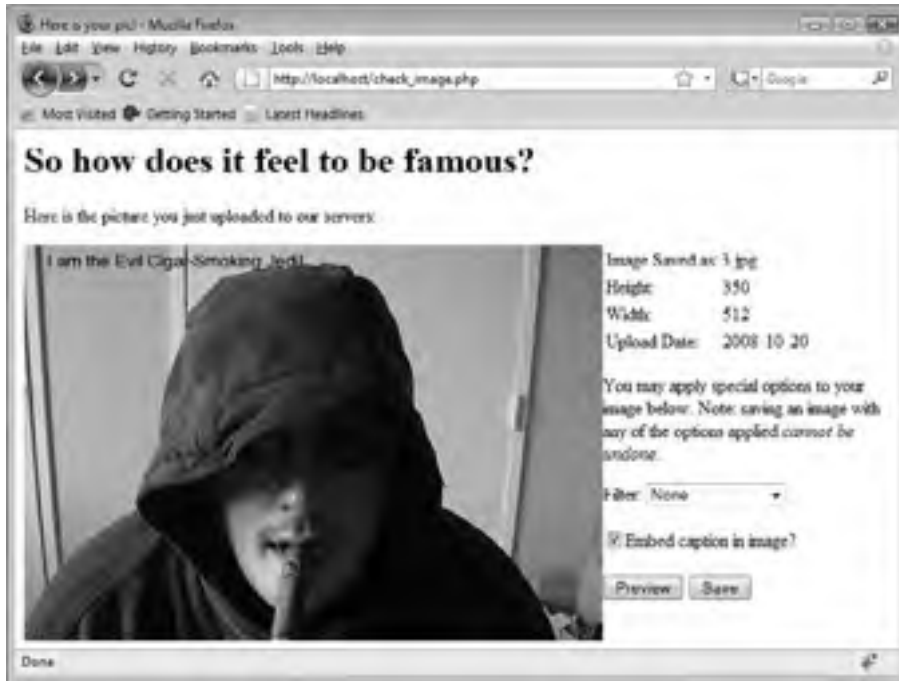 Here is your pic! - Mozilla Firefox
File Edit View History Bookmarks Tools Help
http://localhost/check_image.php
Google
Most Visited Getting Started Latest Headlines
So how does it feel to be famous?
Here is the picture you just uploaded to our servers:
I am the Evil Cigar-Smoking Jedi!
Image Saved as: 3.jpg
Height: 350
Width: 512
Upload Date: 2008-10-20
You may apply special options to your
image below. Note: saving an image with
any of the options applied cannot be
undone.
Filter: None
Embed caption in image?
Preview Save
Done